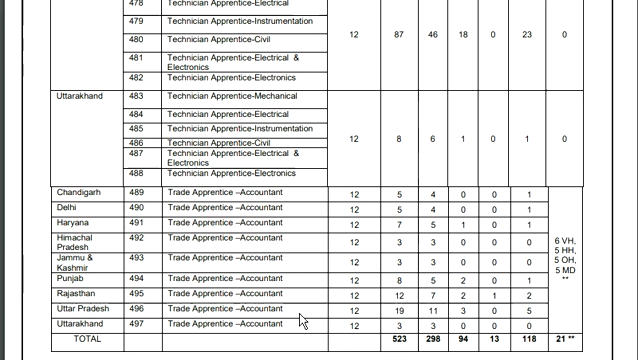 478 Technician Apprentice-Electrical
479 Technician Apprentice-Instrumentation
480 Technician Apprentice-Civil
481 Technician Apprentice-Electrical &
Electronics
482 Technician Apprentice-Electronics
12 87 46 18 0 23 0
Uttarakhand 483 Technician Apprentice-Mechanical
484 Technician Apprentice-Electrical
485 Technician Apprentice-Instrumentation
486 Technician Apprentice-Civil
487 Technician Apprentice-Electrical &
Electronics
488 Technician Apprentice-Electronics
12 8 6 1 0 1 0
Chandigarh 489 Trade Apprentice –Accountant 12 5 4 0 0 1
Delhi 490 Trade Apprentice –Accountant 12 5 4 0 0 1
Haryana 491 Trade Apprentice –Accountant 12 7 5 1 0 1
Himachal
Pradesh 492 Trade Apprentice –Accountant 12 3 3 0 0 0
Jammu &
Kashmir 493 Trade Apprentice –Accountant 12 3 3 0 0 0
Punjab 494 Trade Apprentice –Accountant 12 8 5 2 0 1
Rajasthan 495 Trade Apprentice –Accountant 12 12 7 2 1 2
Uttar Pradesh 496 Trade Apprentice –Accountant 12 19 11 3 0 5
Uttarakhand 497 Trade Apprentice –Accountant 12 3 3 0 0 0
6 VH,
5 HH,
5 OH,
5 MD
**
TOTAL 523 298 94 13 118 21 **